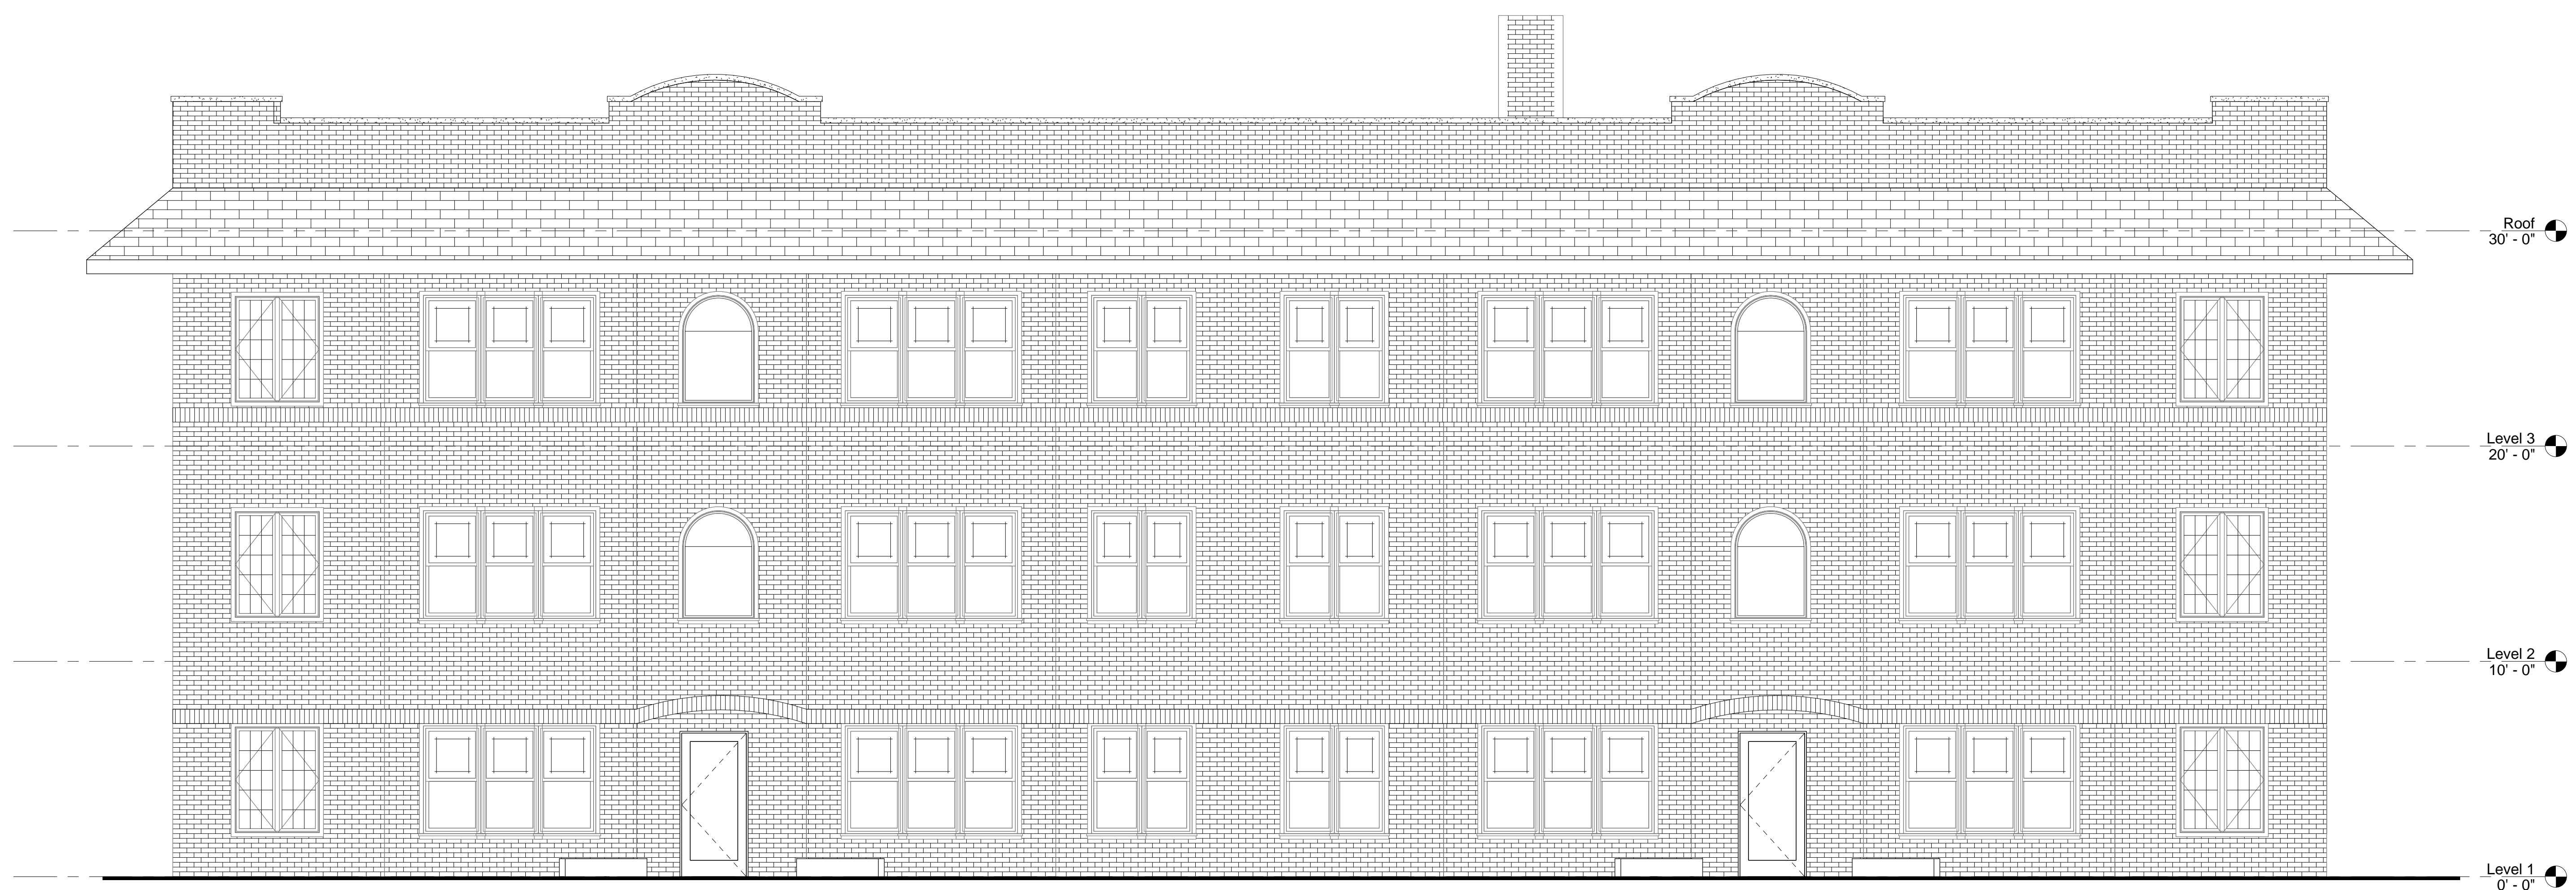 Roof
30' - 0"
Level 3
20' - 0"
Level 2
10' - 0"
Level 1
0' - 0"